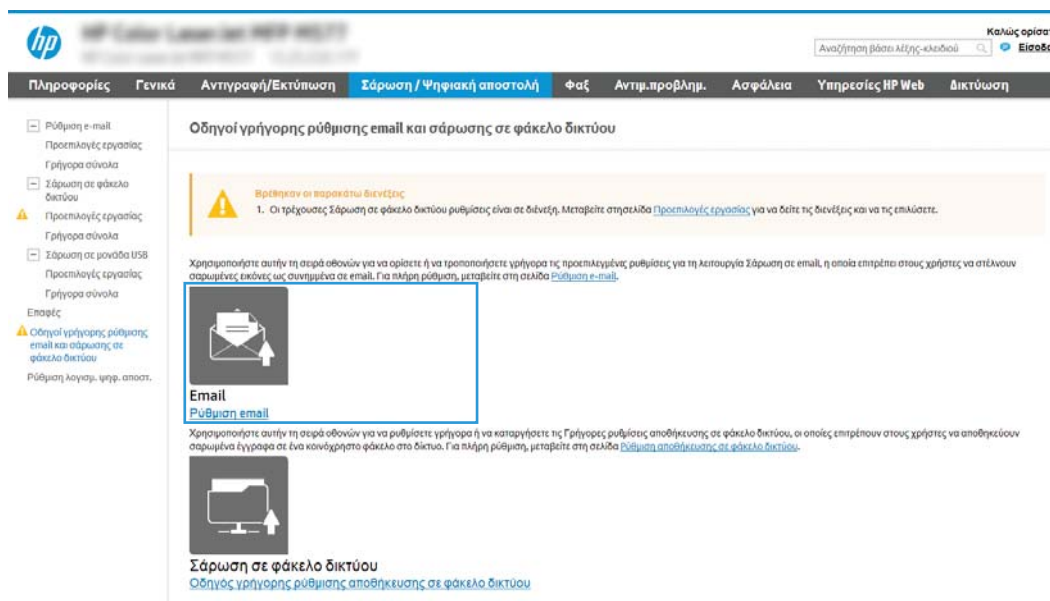 hp
Καλώς ορίσατ
Αναζήτηση βάσει λέξης-κλειδιού
Είσοδο
Πληροφορίες Γενικά Αντιγραφή/Εκτύπωση Σάρωση / Ψηφιακή αποστολή Φαξ Αντιμ.προβλημ. Ασφάλεια Υπηρεσίες HP Web Δικτύωση
Ρύθμιση e-mail
Προεπιλογές εργασίας
Γρήγορα σύνολα
Σάρωση σε φάκελο
δικτύου
Προεπιλογές εργασίας
Γρήγορα σύνολα
Σάρωση σε μονάδα USB
Προεπιλογές εργασίας
Γρήγορα σύνολα
Επαφές
Οδηγοί γρήγορης ρύθμισης
email και σάρωσης σε
φάκελο δικτύου
Ρύθμιση λογισμ. ψηφ. αποστ.
Οδηγοί γρήγορης ρύθμισης email και σάρωσης σε φάκελο δικτύου
Βρέθηκαν οι παρακάτω διενέξεις
1. Οι τρέχουσες Σάρωση σε φάκελο δικτύου ρυθμίσεις είναι σε διένεξη. Μεταβείτε στησελίδα Προεπιλογές εργασίας για να δείτε τις διενέξεις και να τις επιλύσετε.
Χρησιμοποιήστε αυτήν τη σειρά οθονών για να ορίσετε ή να τροποποιήσετε γρήγορα τις προεπιλεγμένες ρυθμίσεις για τη λειτουργία Σάρωση σε email, η οποία επιτρέπει στους χρήστες να στέλνουν
σαρωμένες εικόνες ως συνημμένα σε email. Για πλήρη ρύθμιση, μεταβείτε στη σελίδα Ρύθμιση e-mail.
Email
Ρύθμιση email
Χρησιμοποιήστε αυτήν τη σειρά οθονών για να ρυθμίσετε γρήγορα ή να καταργήσετε τις Γρήγορες ρυθμίσεις αποθήκευσης σε φάκελο δικτύου, οι οποίες επιτρέπουν στους χρήστες να αποθηκεύουν
σαρωμένα έγγραφα σε ένα κοινόχρηστο φάκελο στο δίκτυο. Για πλήρη ρύθμιση, μεταβείτε στη σελίδα Ρύθμιση αποθήκευσης σε φάκελο δικτύου.
Σάρωση σε φάκελο δικτύου
Οδηγός γρήγορης ρύθμισης αποθήκευσης σε φάκελο δικτύου